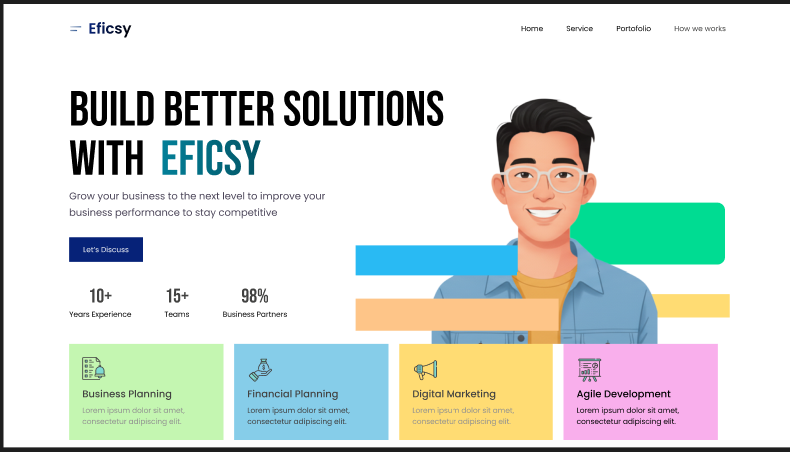 Eficsy
Home Service Portofolio How we works
BUILD BETTER SOLUTIONS
WITH EFICSY
Grow your business to the next level to improve your
business performance to stay competitive
Let's Discuss
10+ 15+ 98%
Years Experience Teams Business Partners
Business Planning
Lorem ipsum dolor sit amet,
consectetur adipiscing elit.
Financial Planning
Lorem ipsum dolor sit amet,
consectetur adipiscing elit.
Digital Marketing
Lorem ipsum dolor sit amet,
consectetur adipiscing elit.
Agile Development
Lorem ipsum dolor sit amet,
consectetur adipiscing elit.